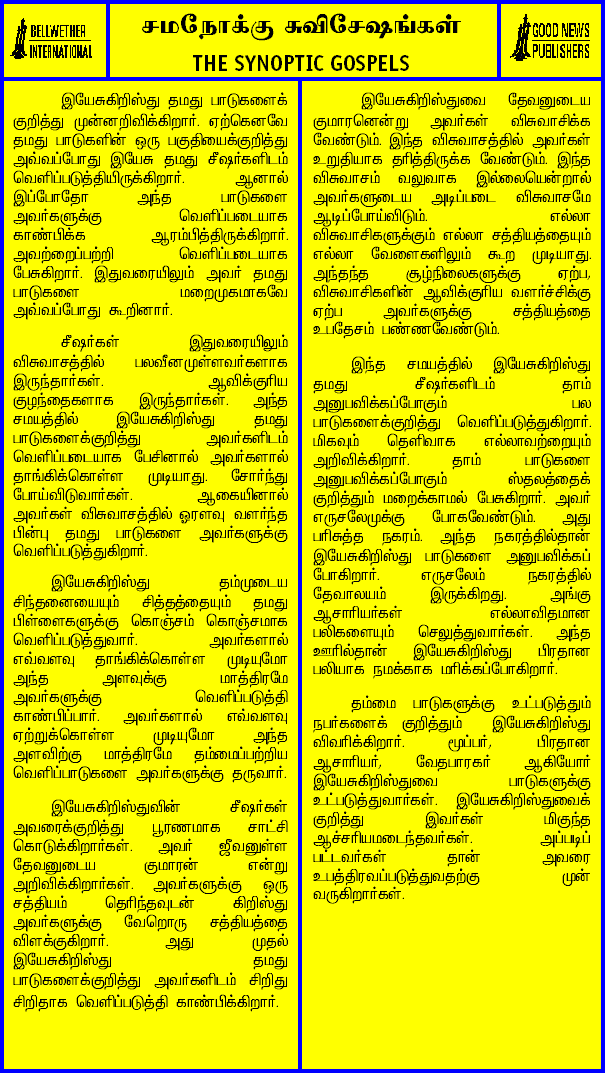 BELLWETHER
INTERNATIONAL
சமநோக்கு சுவிசேஷங்கள்
THE SYNOPTIC GOSPELS
GOOD NEWS
PUBLISHERS
இயேசுகிறிஸ்து தமது பாடுகளைக்
குறித்து முன்னறிவிக்கிறார். ஏற்கெனவே
தமது பாடுகளின் ஒரு பகுதியைக்குறித்து
அவ்வப்போது இயேசு தமது சீஷர்களிடம்
வெளிப்படுத்தியிருக்கிறார். ஆனால்
இப்போதோ அந்த பாடுகளை
அவர்களுக்கு வெளிப்படையாக
காண்பிக்க ஆரம்பித்திருக்கிறார்.
அவற்றைப்பற்றி வெளிப்படையாக
பேசுகிறார். இதுவரையிலும் அவர் தமது
பாடுகளை மறைமுகமாகவே
அவ்வப்போது கூறினார்.
சீஷர்கள் இதுவரையிலும்
விசுவாசத்தில் பலவீனமுள்ளவர்களாக
இருந்தார்கள். ஆவிக்குரிய
குழந்தைகளாக இருந்தார்கள். அந்த
சமயத்தில் இயேசுகிறிஸ்து தமது
பாடுகளைக்குறித்து அவர்களிடம்
வெளிப்படையாக பேசினால் அவர்களால்
தாங்கிக்கொள்ள முடியாது. சோர்ந்து
போய்விடுவார்கள். ஆகையினால்
அவர்கள் விசுவாசத்தில் ஓரளவு வளர்ந்த
பின்பு தமது பாடுகளை அவர்களுக்கு
வெளிப்படுத்துகிறார்.
இயேசுகிறிஸ்து தம்முடைய
சிந்தனையையும் சித்தத்தையும் தமது
பிள்ளைகளுக்கு கொஞ்சம் கொஞ்சமாக
வெளிப்படுத்துவார். அவர்களால்
எவ்வளவு தாங்கிக்கொள்ள முடியுமோ
அந்த அளவுக்கு மாத்திரமே
அவர்களுக்கு வெளிப்படுத்தி
காண்பிப்பார். அவர்களால் எவ்வளவு
ஏற்றுக்கொள்ள முடியுமோ அந்த
அளவிற்கு மாத்திரமே தம்மைப்பற்றிய
வெளிப்பாடுகளை அவர்களுக்கு தருவார்.
இயேசுகிறிஸ்துவின் சீஷர்கள்
அவரைக்குறித்து பூரணமாக சாட்சி
கொடுக்கிறார்கள். அவர் ஜீவனுள்ள
தேவனுடைய குமாரன் என்று
அறிவிக்கிறார்கள். அவர்களுக்கு ஒரு
சத்தியம் தெரிந்தவுடன் கிறிஸ்து
அவர்களுக்கு வேறொரு சத்தியத்தை
விளக்குகிறார். அது முதல்
இயேசுகிறிஸ்து தமது
பாடுகளைக்குறித்து அவர்களிடம் சிறிது
சிறிதாக வெளிப்படுத்தி காண்பிக்கிறார்.
இயேசுகிறிஸ்துவை தேவனுடைய
குமாரனென்று அவர்கள் விசுவாசிக்க
வேண்டும். இந்த விசுவாசத்தில் அவர்கள்
உறுதியாக தரித்திருக்க வேண்டும். இந்த
விசுவாசம் வலுவாக இல்லையென்றால்
அவர்களுடைய அடிப்படை விசுவாசமே
ஆடிப்போய்விடும். எல்லா
விசுவாசிகளுக்கும் எல்லா சத்தியத்தையும்
எல்லா வேளைகளிலும் கூற முடியாது.
அந்தந்த சூழ்நிலைகளுக்கு ஏற்ப,
விசுவாசிகளின் ஆவிக்குரிய வளர்ச்சிக்கு
ஏற்ப அவர்களுக்கு சத்தியத்தை
உபதேசம் பண்ணவேண்டும்.
இந்த சமயத்தில் இயேசுகிறிஸ்து
தமது சீஷர்களிடம் தாம்
அனுபவிக்கப்போகும் பல
பாடுகளைக்குறித்து வெளிப்படுத்துகிறார்.
மிகவும் தெளிவாக எல்லாவற்றையும்
அறிவிக்கிறார். தாம் பாடுகளை
அனுபவிக்கப்போகும் ஸ்தலத்தைக்
குறித்தும் மறைக்காமல் பேசுகிறார். அவர்
எருசலேமுக்கு போகவேண்டும். அது
பரிசுத்த நகரம். அந்த நகரத்தில்தான்
இயேசுகிறிஸ்து பாடுகளை அனுபவிக்கப்
போகிறார். எருசலேம் நகரத்தில்
தேவாலயம் இருக்கிறது. அங்கு
ஆசாரியர்கள் எல்லாவிதமான
பலிகளையும் செலுத்துவார்கள். அந்த
ஊரில்தான் இயேசுகிறிஸ்து பிரதான
பலியாக நமக்காக மரிக்கப்போகிறார்.
தம்மை பாடுகளுக்கு உட்படுத்தும்
நபர்களைக் குறித்தும் இயேசுகிறிஸ்து
விவரிக்கிறார். மூப்பர், பிரதான
ஆசாரியர், வேதபாரகர் ஆகியோர்
இயேசுகிறிஸ்துவை பாடுகளுக்கு
உட்படுத்துவார்கள். இயேசுகிறிஸ்துவைக்
குறித்து இவர்கள் மிகுந்த
ஆச்சரியமடைந்தவர்கள். அப்படிப்
பட்டவர்கள் தான் அவரை
உபத்திரவப்படுத்துவதற்கு முன்
வருகிறார்கள்.